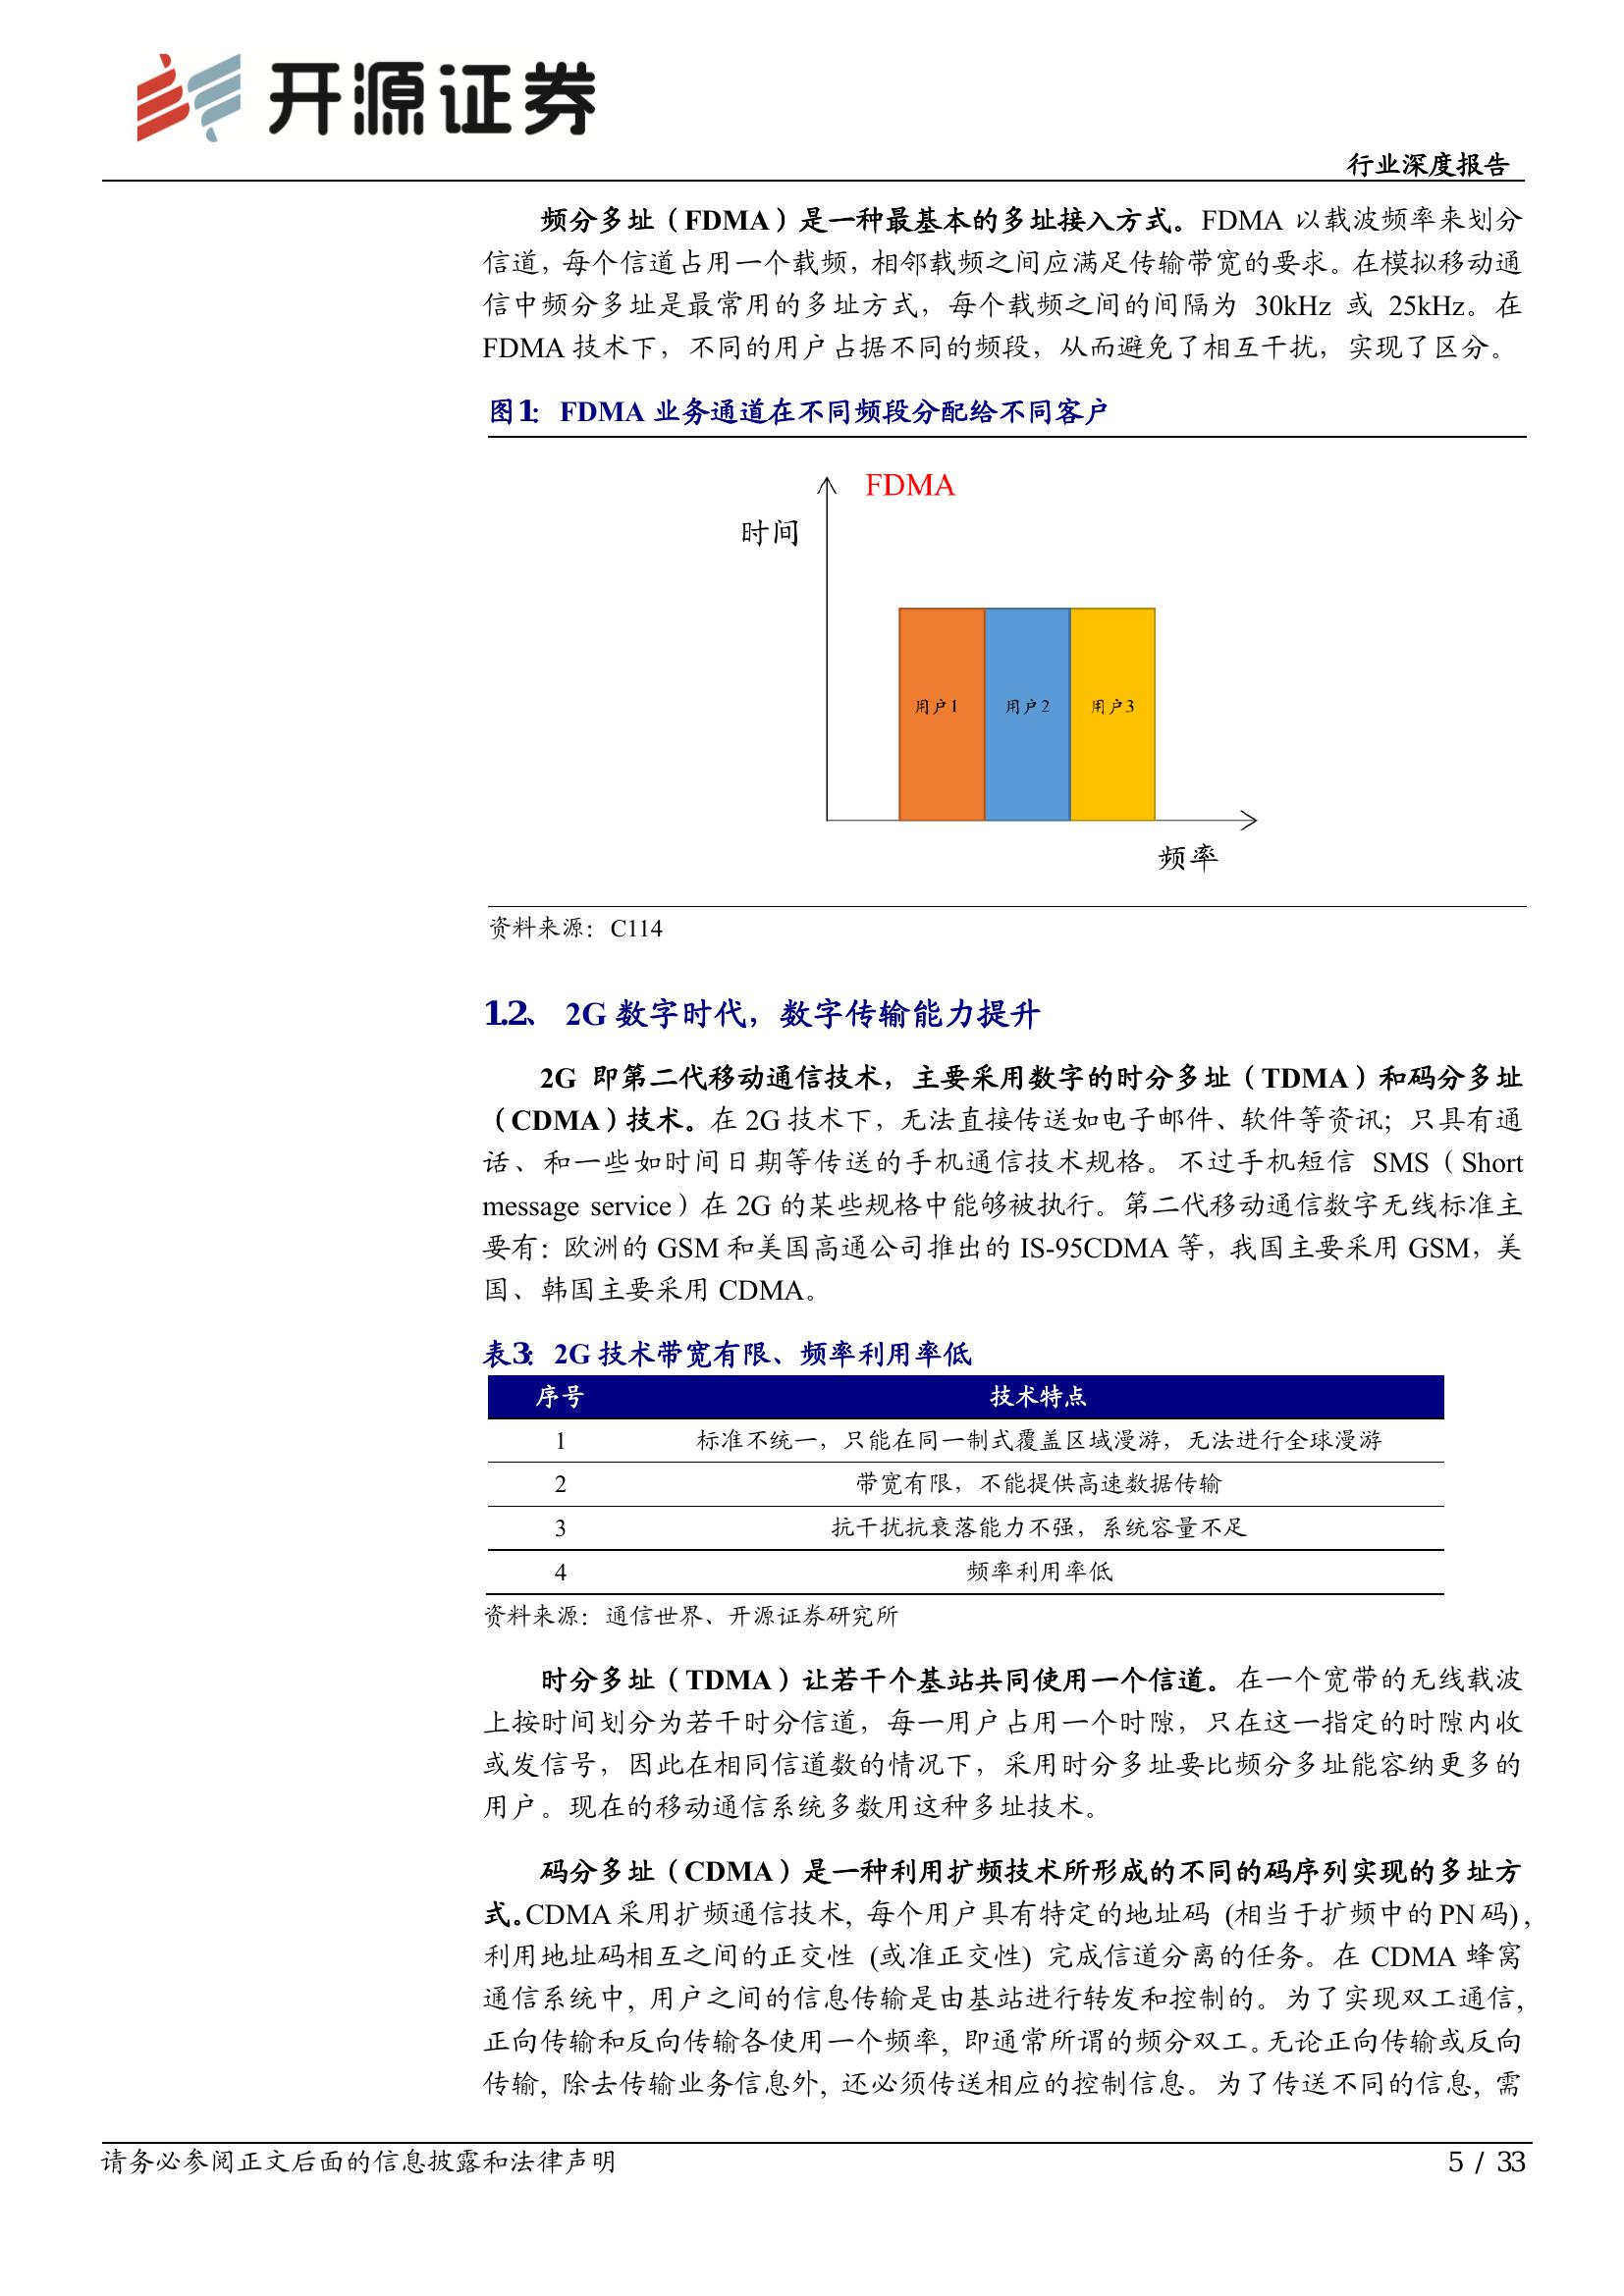 开源证券
行业深度报告
频分多址（FDMA）是一种最基本的多址接入方式。FDMA 以载波频率来划分
信道，每个信道占用一个载频，相邻载频之间应满足传输带宽的要求。在模拟移动通
信中频分多址是最常用的多址方式，每个载频之间的间隔为 30kHz 或 25kHz。在
FDMA 技术下，不同的用户占据不同的频段，从而避免了相互干扰，实现了区分。
图1：FDMA 业务通道在不同频段分配给不同客户
FDMA
时间
用户1 用户2 用户3
频率
资料来源：C114
1.2、 2G 数字时代，数字传输能力提升
2G 即第二代移动通信技术，主要采用数字的时分多址（TDMA）和码分多址
（CDMA）技术。在 2G 技术下，无法直接传送如电子邮件、软件等资讯；只具有通
话、和一些如时间日期等传送的手机通信技术规格。不过手机短信 SMS（Short
message service）在 2G 的某些规格中能够被执行。第二代移动通信数字无线标准主
要有：欧洲的 GSM 和美国高通公司推出的 IS-95CDMA 等，我国主要采用 GSM，美
国、韩国主要采用 CDMA。
表3：2G 技术带宽有限、频率利用率低
序号 技术特点
1 标准不统一，只能在同一制式覆盖区域漫游，无法进行全球漫游
2 带宽有限，不能提供高速数据传输
3 抗干扰抗衰落能力不强，系统容量不足
4 频率利用率低
资料来源：通信世界、开源证券研究所
时分多址（TDMA）让若干个基站共同使用一个信道。在一个宽带的无线载波
上按时间划分为若干时分信道，每一用户占用一个时隙，只在这一指定的时隙内收
或发信号，因此在相同信道数的情况下，采用时分多址要比频分多址能容纳更多的
用户。现在的移动通信系统多数用这种多址技术。
码分多址（CDMA）是一种利用扩频技术所形成的不同的码序列实现的多址方
式。CDMA 采用扩频通信技术, 每个用户具有特定的地址码 (相当于扩频中的 PN 码),
利用地址码相互之间的正交性 (或准正交性) 完成信道分离的任务。在 CDMA 蜂窝
通信系统中, 用户之间的信息传输是由基站进行转发和控制的。为了实现双工通信,
正向传输和反向传输各使用一个频率, 即通常所谓的频分双工。无论正向传输或反向
传输, 除去传输业务信息外, 还必须传送相应的控制信息。为了传送不同的信息, 需
请务必参阅正文后面的信息披露和法律声明
5 / 33